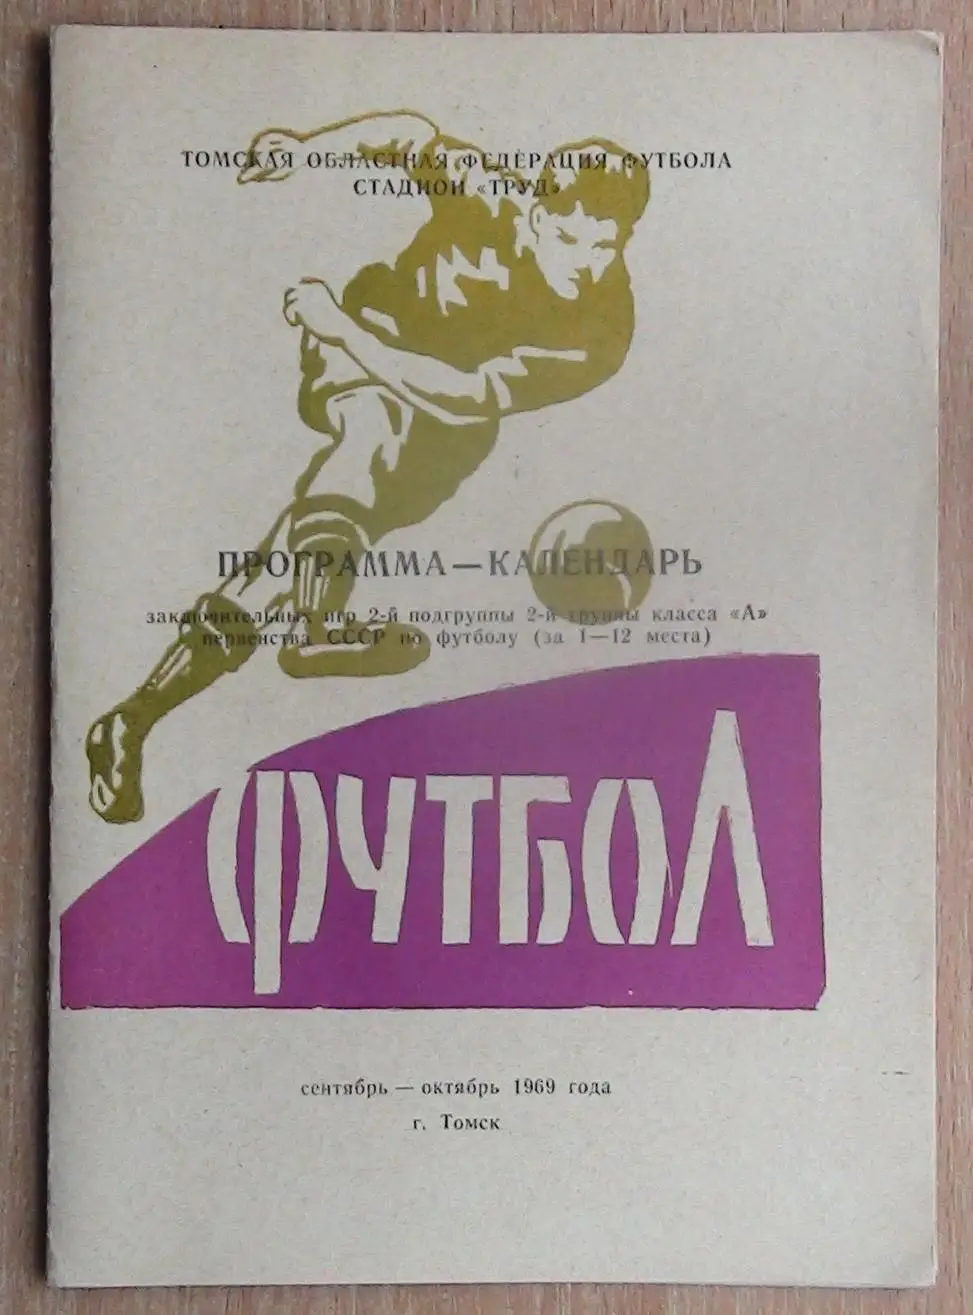 ТОМСКАЯ ОБЛАСТНАЯ ФЕДЕРАЦИЯ ФУТБОЛА
СТАДИОН «ТРУД»
ПРОГРАММА — КАЛЕНДАРЬ
заключительных игр 2-й подгруппы 2-й группы класса «А»
первенства СССР по футболу (за 1—12 места)
ФУТБОЛ
сентябрь — октябрь 1969 года
г. Томск